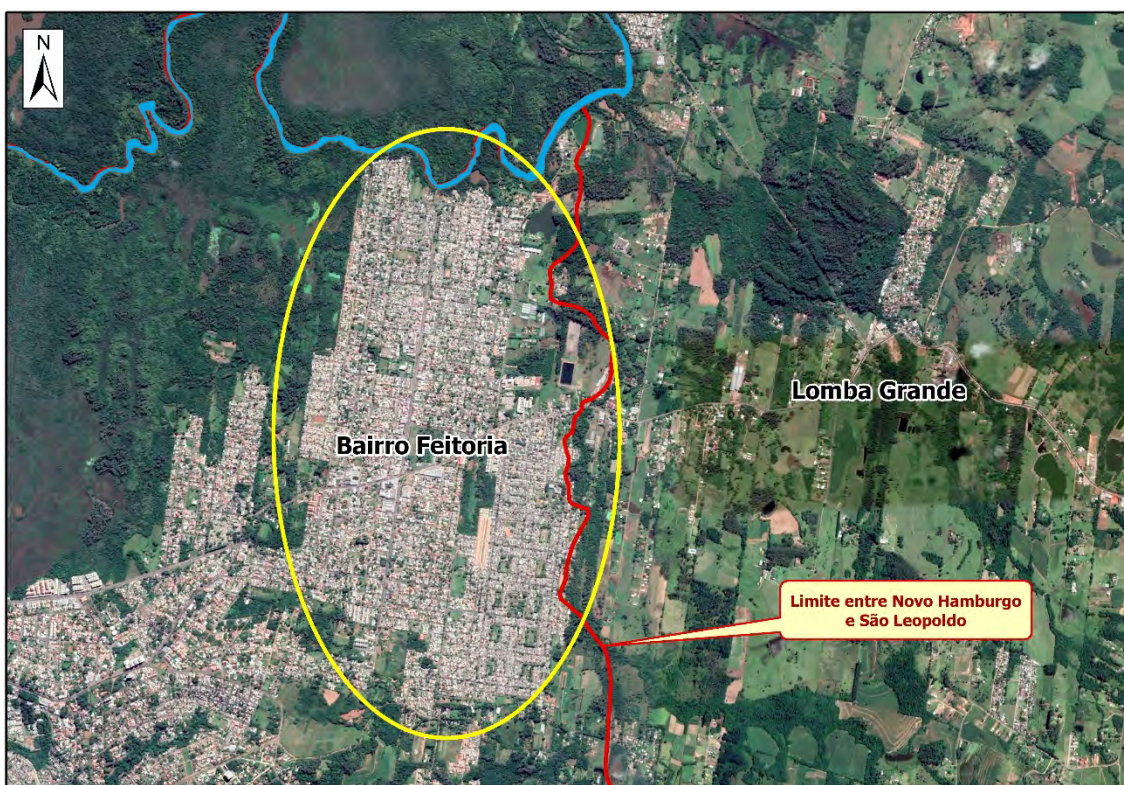 N
Lomba Grande
Bairro Feitoria
Limite entre Novo Hamburgo
e São Leopoldo